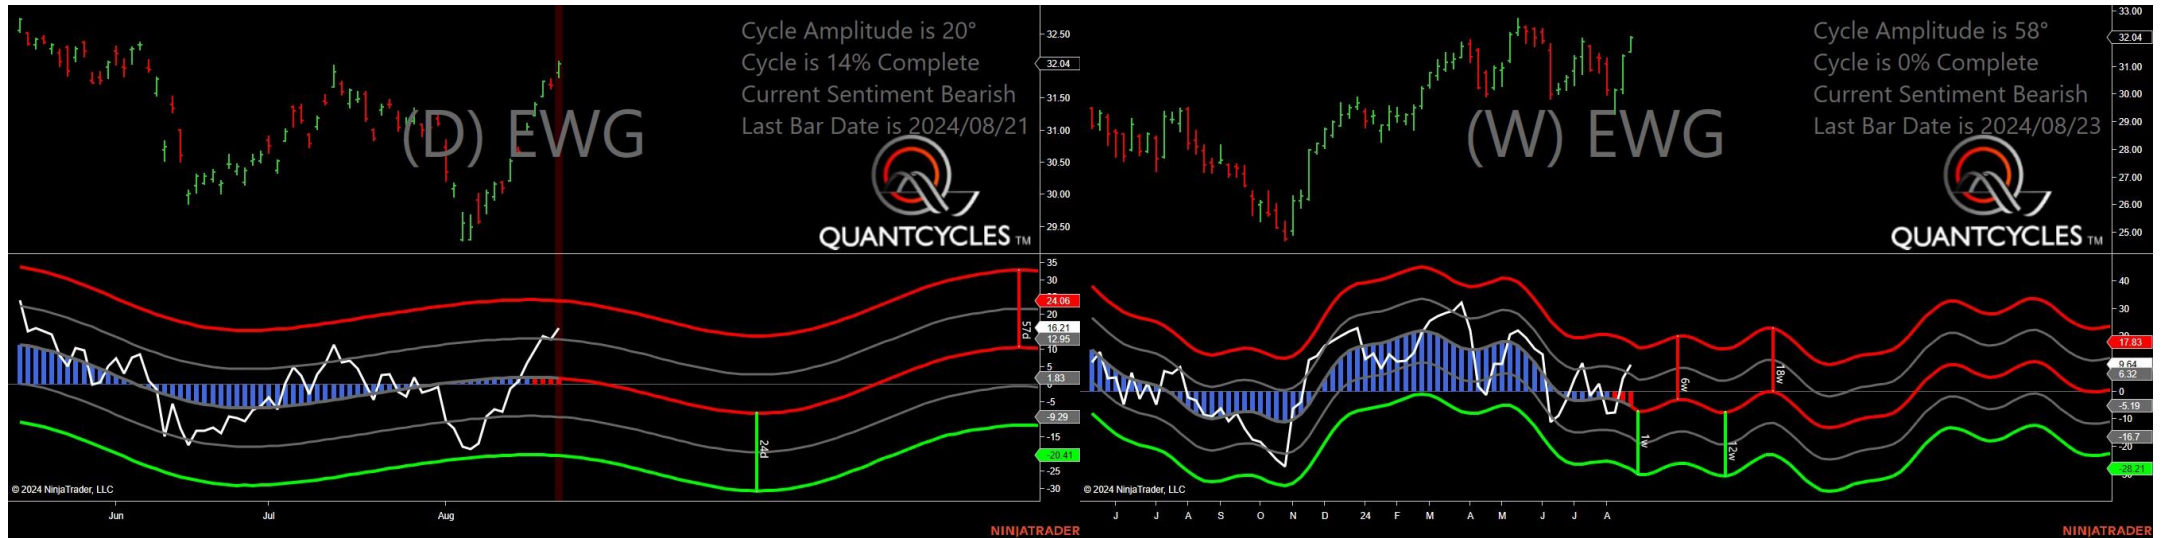 Cycle Amplitude is 20°
Cycle is 14% Complete
Current Sentiment Bearish
Last Bar Date is 2024/08/21
(D) EWG
QUANTCYCLES TM
32.50
32.04
31.50
31.00
30.50
30.00
29.50
35
30
24.06
20
16.21
12.95
10
5
1.83
-5
-9.29
-15
-20.41
-25
-30
57d
24d
© 2024 NinjaTrader, LLC
Jun
Jul
Aug
NINJATRADER
Cycle Amplitude is 58°
Cycle is 0% Complete
Current Sentiment Bearish
Last Bar Date is 2024/08/23
(W) EWG
QUANTCYCLES TM
33.00
32.04
31.00
30.00
29.00
28.00
27.00
26.00
25.00
40
30
20
17.83
9.64
6.32
0
-5.19
-10
-16.7
-20
-28.21
1w
6w
12w
18w
© 2024 NinjaTrader, LLC
J J A S O N D 24 F M A M J J A
NINJATRADER